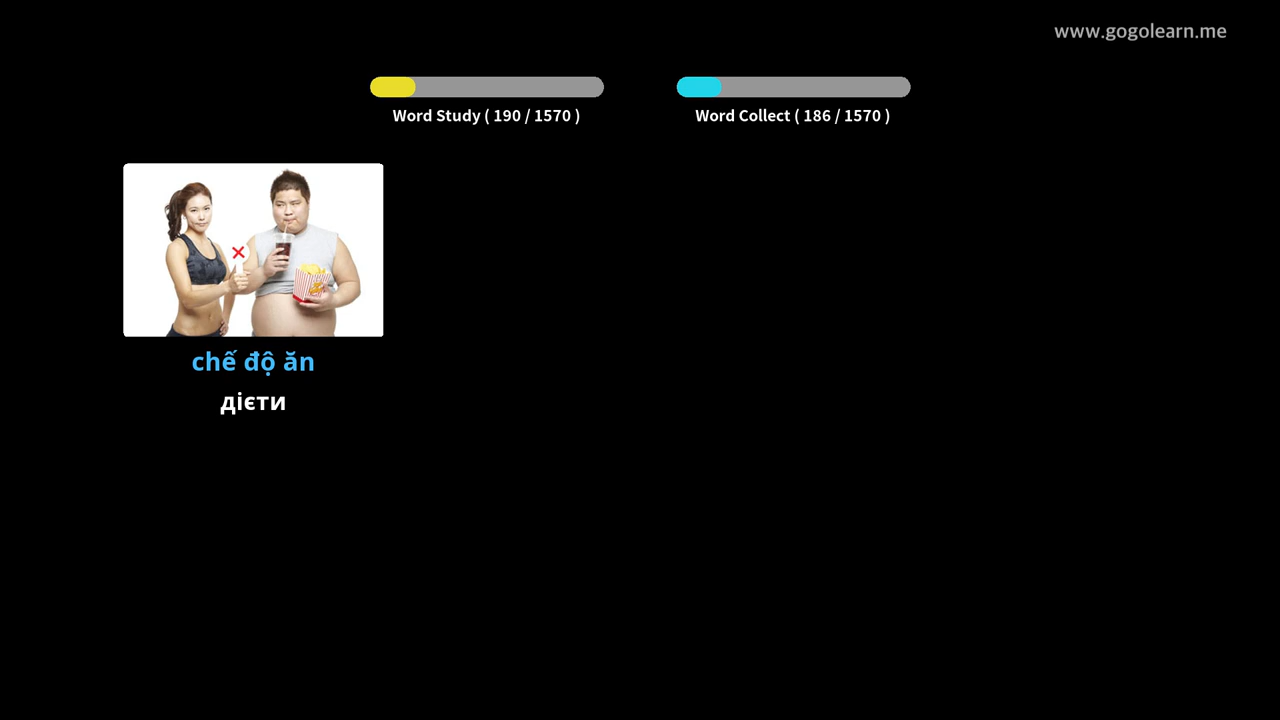 www.gogolearn.me
Word Study ( 190 / 1570 )
Word Collect ( 186 / 1570 )
chế độ ăn
дієти